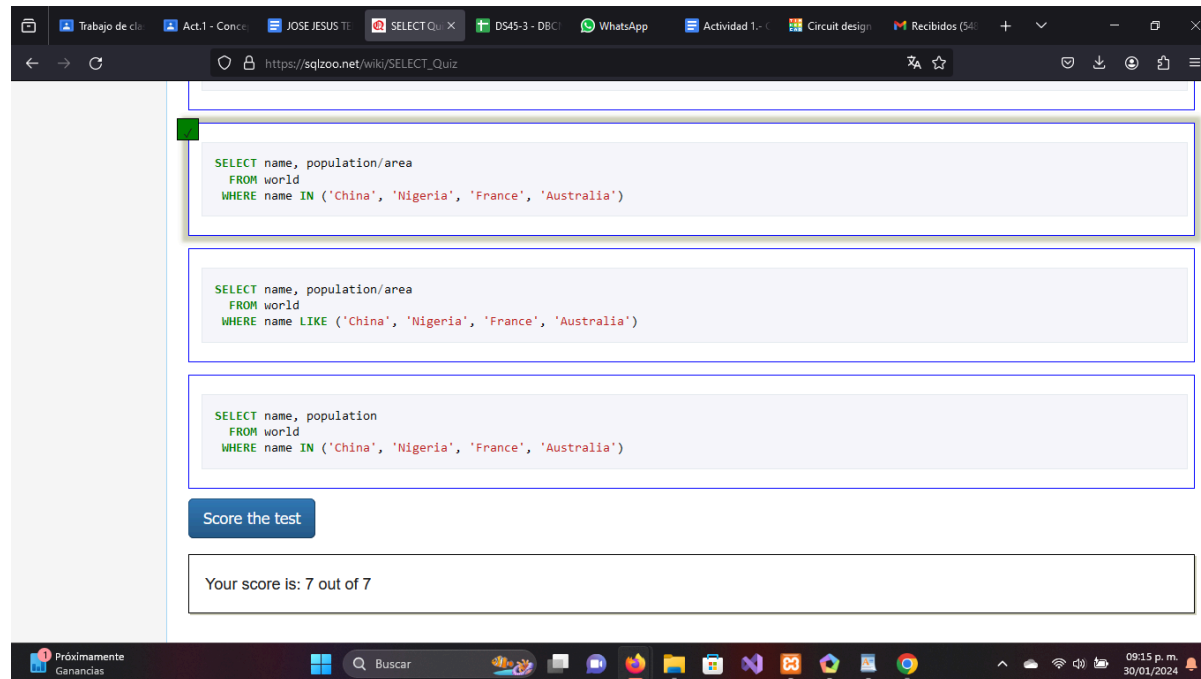 Trabajo de cla
Act.1 - Conce
JOSE JESUS TE
SELECT Qu
DS45-3 - DBC
WhatsApp
Actividad 1.- C
Circuit design
Recibidos (54
https://sqlzoo.net/wiki/SELECT_Quiz
SELECT name, population/area
FROM world
WHERE name IN ('China', 'Nigeria', 'France', 'Australia')
SELECT name, population/area
FROM world
WHERE name LIKE ('China', 'Nigeria', 'France', 'Australia')
SELECT name, population
FROM world
WHERE name IN ('China', 'Nigeria', 'France', 'Australia')
Score the test
Your score is: 7 out of 7
1
Próximamente
Ganancias
Buscar
09:15 p. m.
30/01/2024